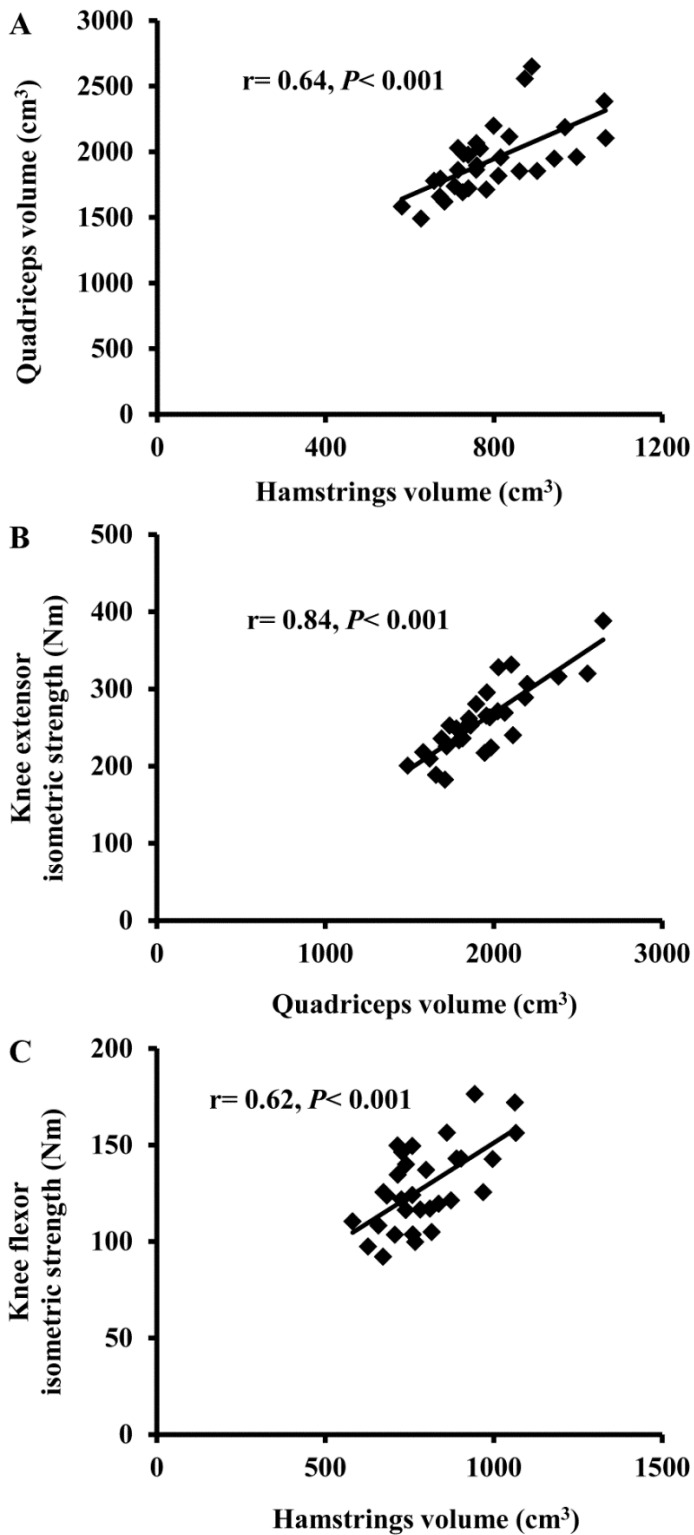 A
3000
2500
2000
1500
1000
500
0
Quadriceps volume (cm³)
r= 0.64, P< 0.001
0 400 800 1200
Hamstrings volume (cm³)
B
500
400
300
200
100
0
Knee extensor
isometric strength (Nm)
r= 0.84, P< 0.001
0 1000 2000 3000
Quadriceps volume (cm³)
C
200
150
100
50
0
Knee flexor
isometric strength (Nm)
r= 0.62, P< 0.001
0 500 1000 1500
Hamstrings volume (cm³)